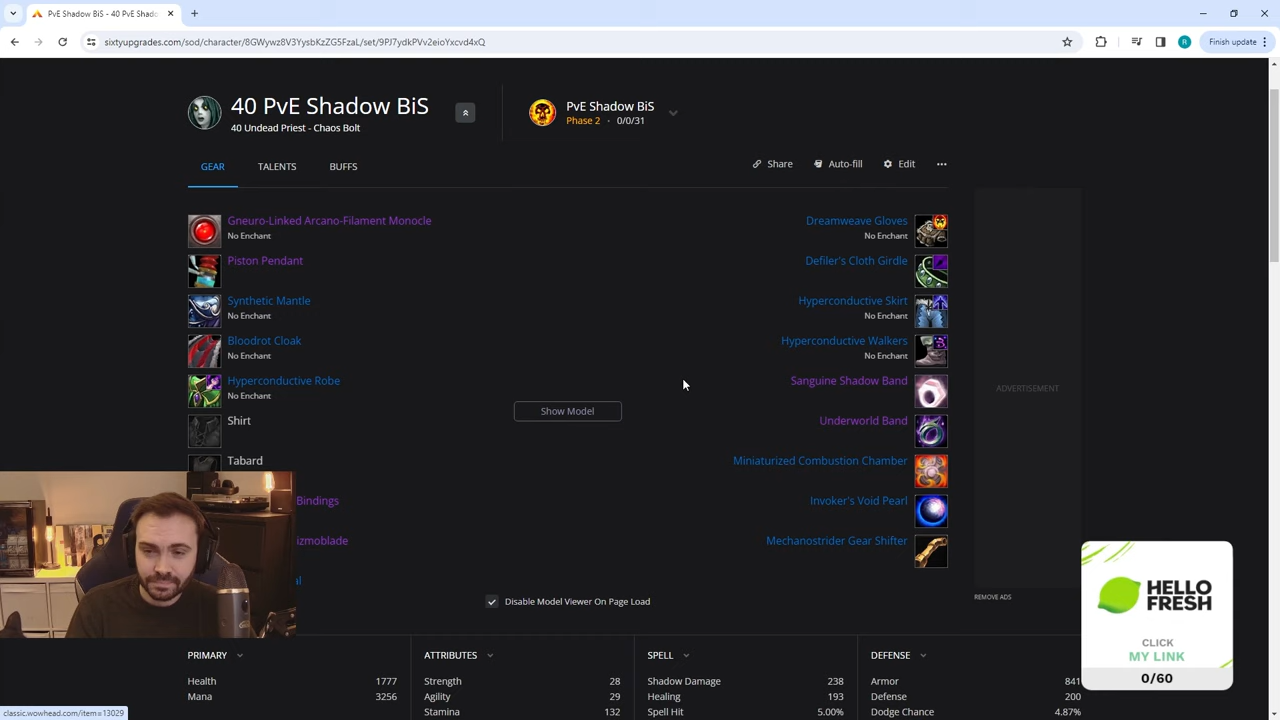 PvE Shadow BiS - 40 PvE Shado
sixtyupgrades.com/sod/character/8GWywz8V3YysbKzZG5FzaL/set/9PJ7ydkPVv2eioYxcvd4xQ
R
Finish update
40 PvE Shadow BiS
40 Undead Priest - Chaos Bolt
PvE Shadow BiS
Phase 2 • 0/0/31
GEAR
TALENTS
BUFFS
Share
Auto-fill
Edit
Gneuro-Linked Arcano-Filament Monocle
No Enchant
Dreamweave Gloves
No Enchant
Piston Pendant
Defiler's Cloth Girdle
Synthetic Mantle
No Enchant
Hyperconductive Skirt
No Enchant
Bloodrot Cloak
No Enchant
Hyperconductive Walkers
No Enchant
Hyperconductive Robe
No Enchant
Sanguine Shadow Band
Shirt
Underworld Band
Show Model
Tabard
Miniaturized Combustion Chamber
Bindings
Invoker's Void Pearl
izmoblade
Mechanostrider Gear Shifter
al
Disable Model Viewer On Page Load
ADVERTISEMENT
REMOVE ADS
PRIMARY
Health 1777
Mana 3256
ATTRIBUTES
Strength 28
Agility 29
Stamina 132
SPELL
Shadow Damage 238
Healing 193
Spell Hit 5.00%
DEFENSE
Armor 841
Defense 200
Dodge Chance 4.87%
HELLO
FRESH
CLICK
MY LINK
0/60
classic.wowhead.com/item=13029